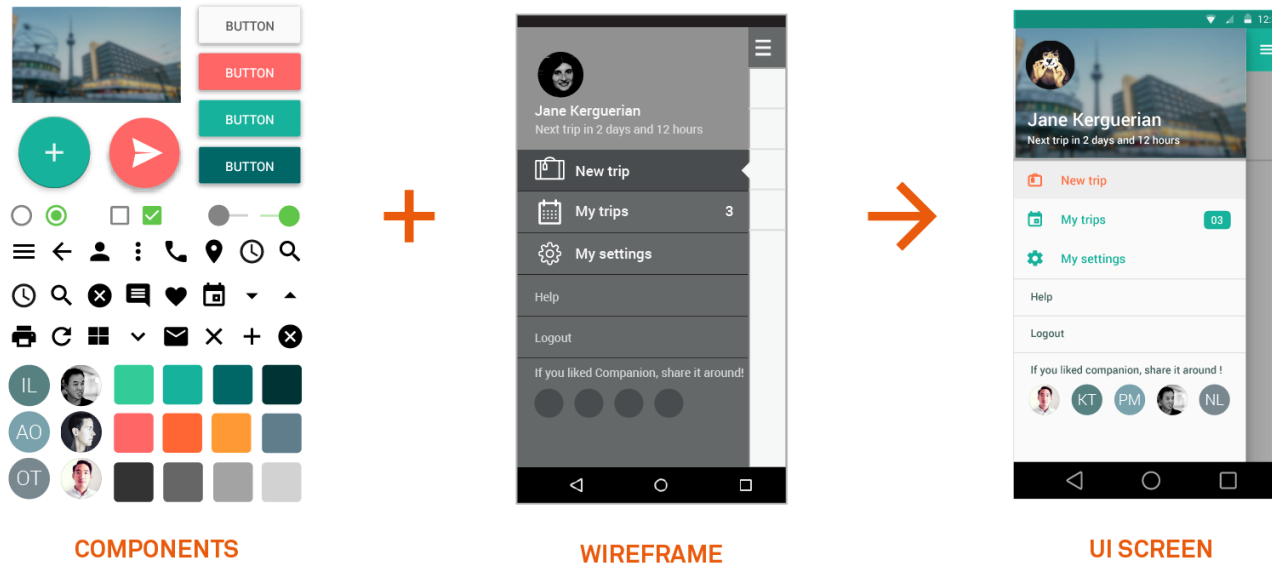 BUTTON
BUTTON
BUTTON
BUTTON
IL
AO
OT
COMPONENTS
Jane Kerguerian
Next trip in 2 days and 12 hours
New trip
My trips 3
My settings
Help
Logout
If you liked Companion, share it around!
WIREFRAME
12:
Jane Kerguerian
Next trip in 2 days and 12 hours
New trip
My trips 03
My settings
Help
Logout
If you liked companion, share it around !
KT PM NL
UI SCREEN